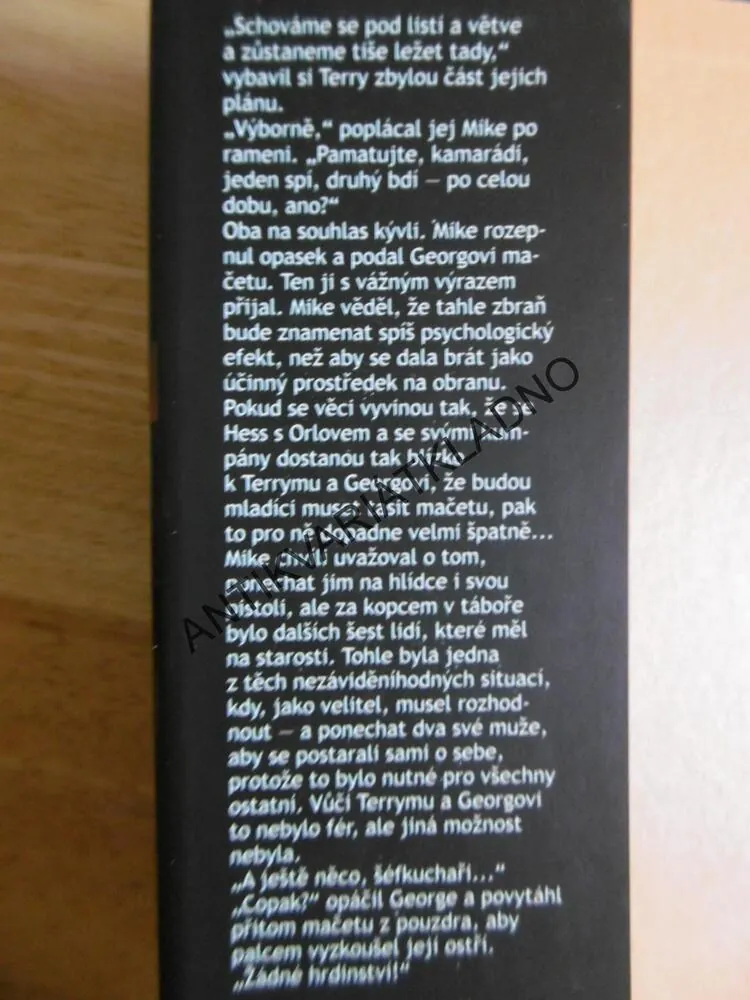 „Schováme se pod listí a větve
a zůstaneme tiše ležet tady,“
vybavil si Terry zbylou část jejich
plánu.
„Výborně,“ poplácal jej Mike po
rameni. „Pamatujte, kamarádi,
jeden spí, druhý bdí – po celou
dobu, ano?“
Oba na souhlas kývli. Mike rozep-
nul opasek a podal Georgovi ma-
četu. Ten ji s vážným výrazem
přijal. Mike věděl, že tahle zbraň
bude znamenat spíš psychologický
efekt, než aby se dala brát jako
účinný prostředek na obranu.
Pokud se věci vyvinou tak, že se
Hess s Orlovem a se svými kum-
pány dostanou tak blízko
k Terrymu a Georgovi, že budou
mladíci muset tasit mačetu, pak
to pro ně dopadne velmi špatně...
Mike uvažoval o tom,
ponechat jim na hlídce i svou
pistoli, ale za kopcem v táboře
bylo dalších šest lidí, které měl
na starosti. Tohle byla jedna
z těch nezáviděníhodných situací,
kdy, jako velitel, musel rozhod-
nout – a ponechat dva své muže,
aby se postarali sami o sebe,
protože to bylo nutné pro všechny
ostatní. Vůči Terrymu a Georgovi
to nebylo fér, ale jiná možnost
nebyla.
„A ještě něco, šéfkuchaři...“
„Copak?“ opáčil George a povytáhl
přitom mačetu z pouzdra, aby
palcem vyzkoušel její ostří.
„Žádné hrdinství!“
ANTIKVARIATKLADNO